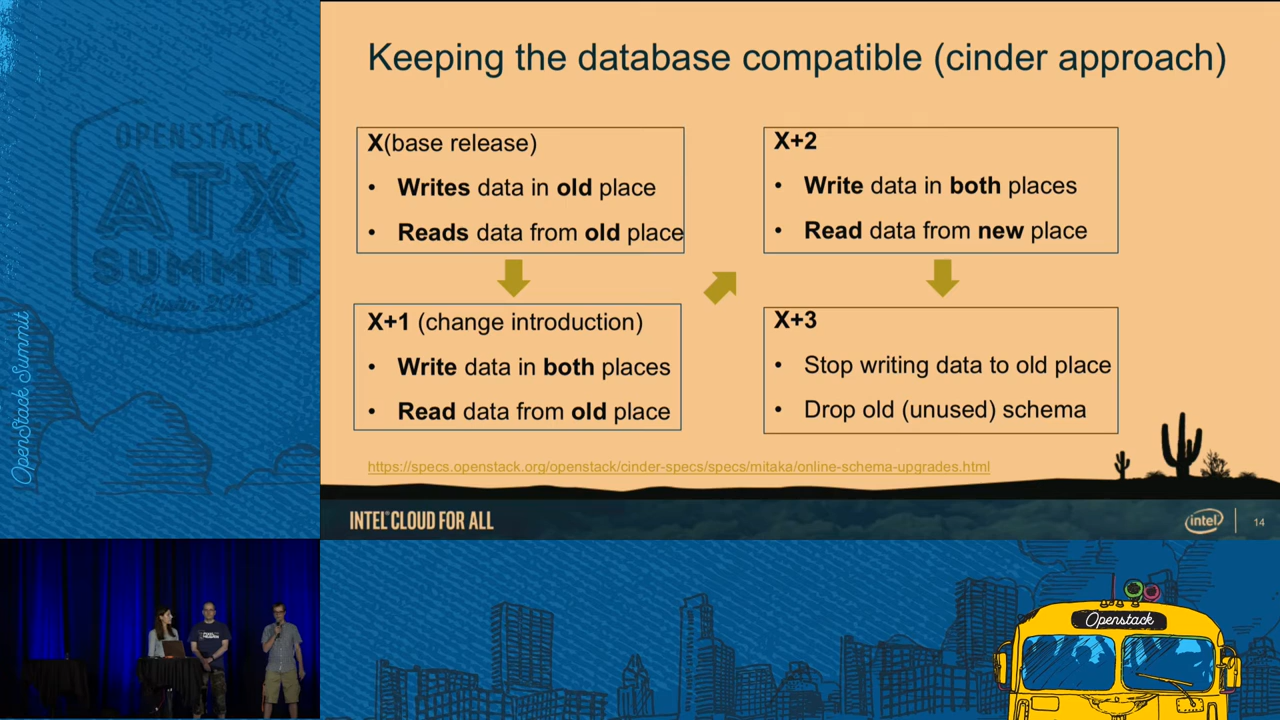 Keeping the database compatible (cinder approach)
X(base release)
• Writes data in old place
• Reads data from old place
X+1 (change introduction)
• Write data in both places
• Read data from old place
X+2
• Write data in both places
• Read data from new place
X+3
• Stop writing data to old place
• Drop old (unused) schema
https://specs.openstack.org/openstack/cinder-specs/specs/mitaka/online-schema-upgrades.html
INTEL® CLOUD FOR ALL
intel
14
OPENSTACK
ATX
SUMMIT
OpenStack Summit
Openstack